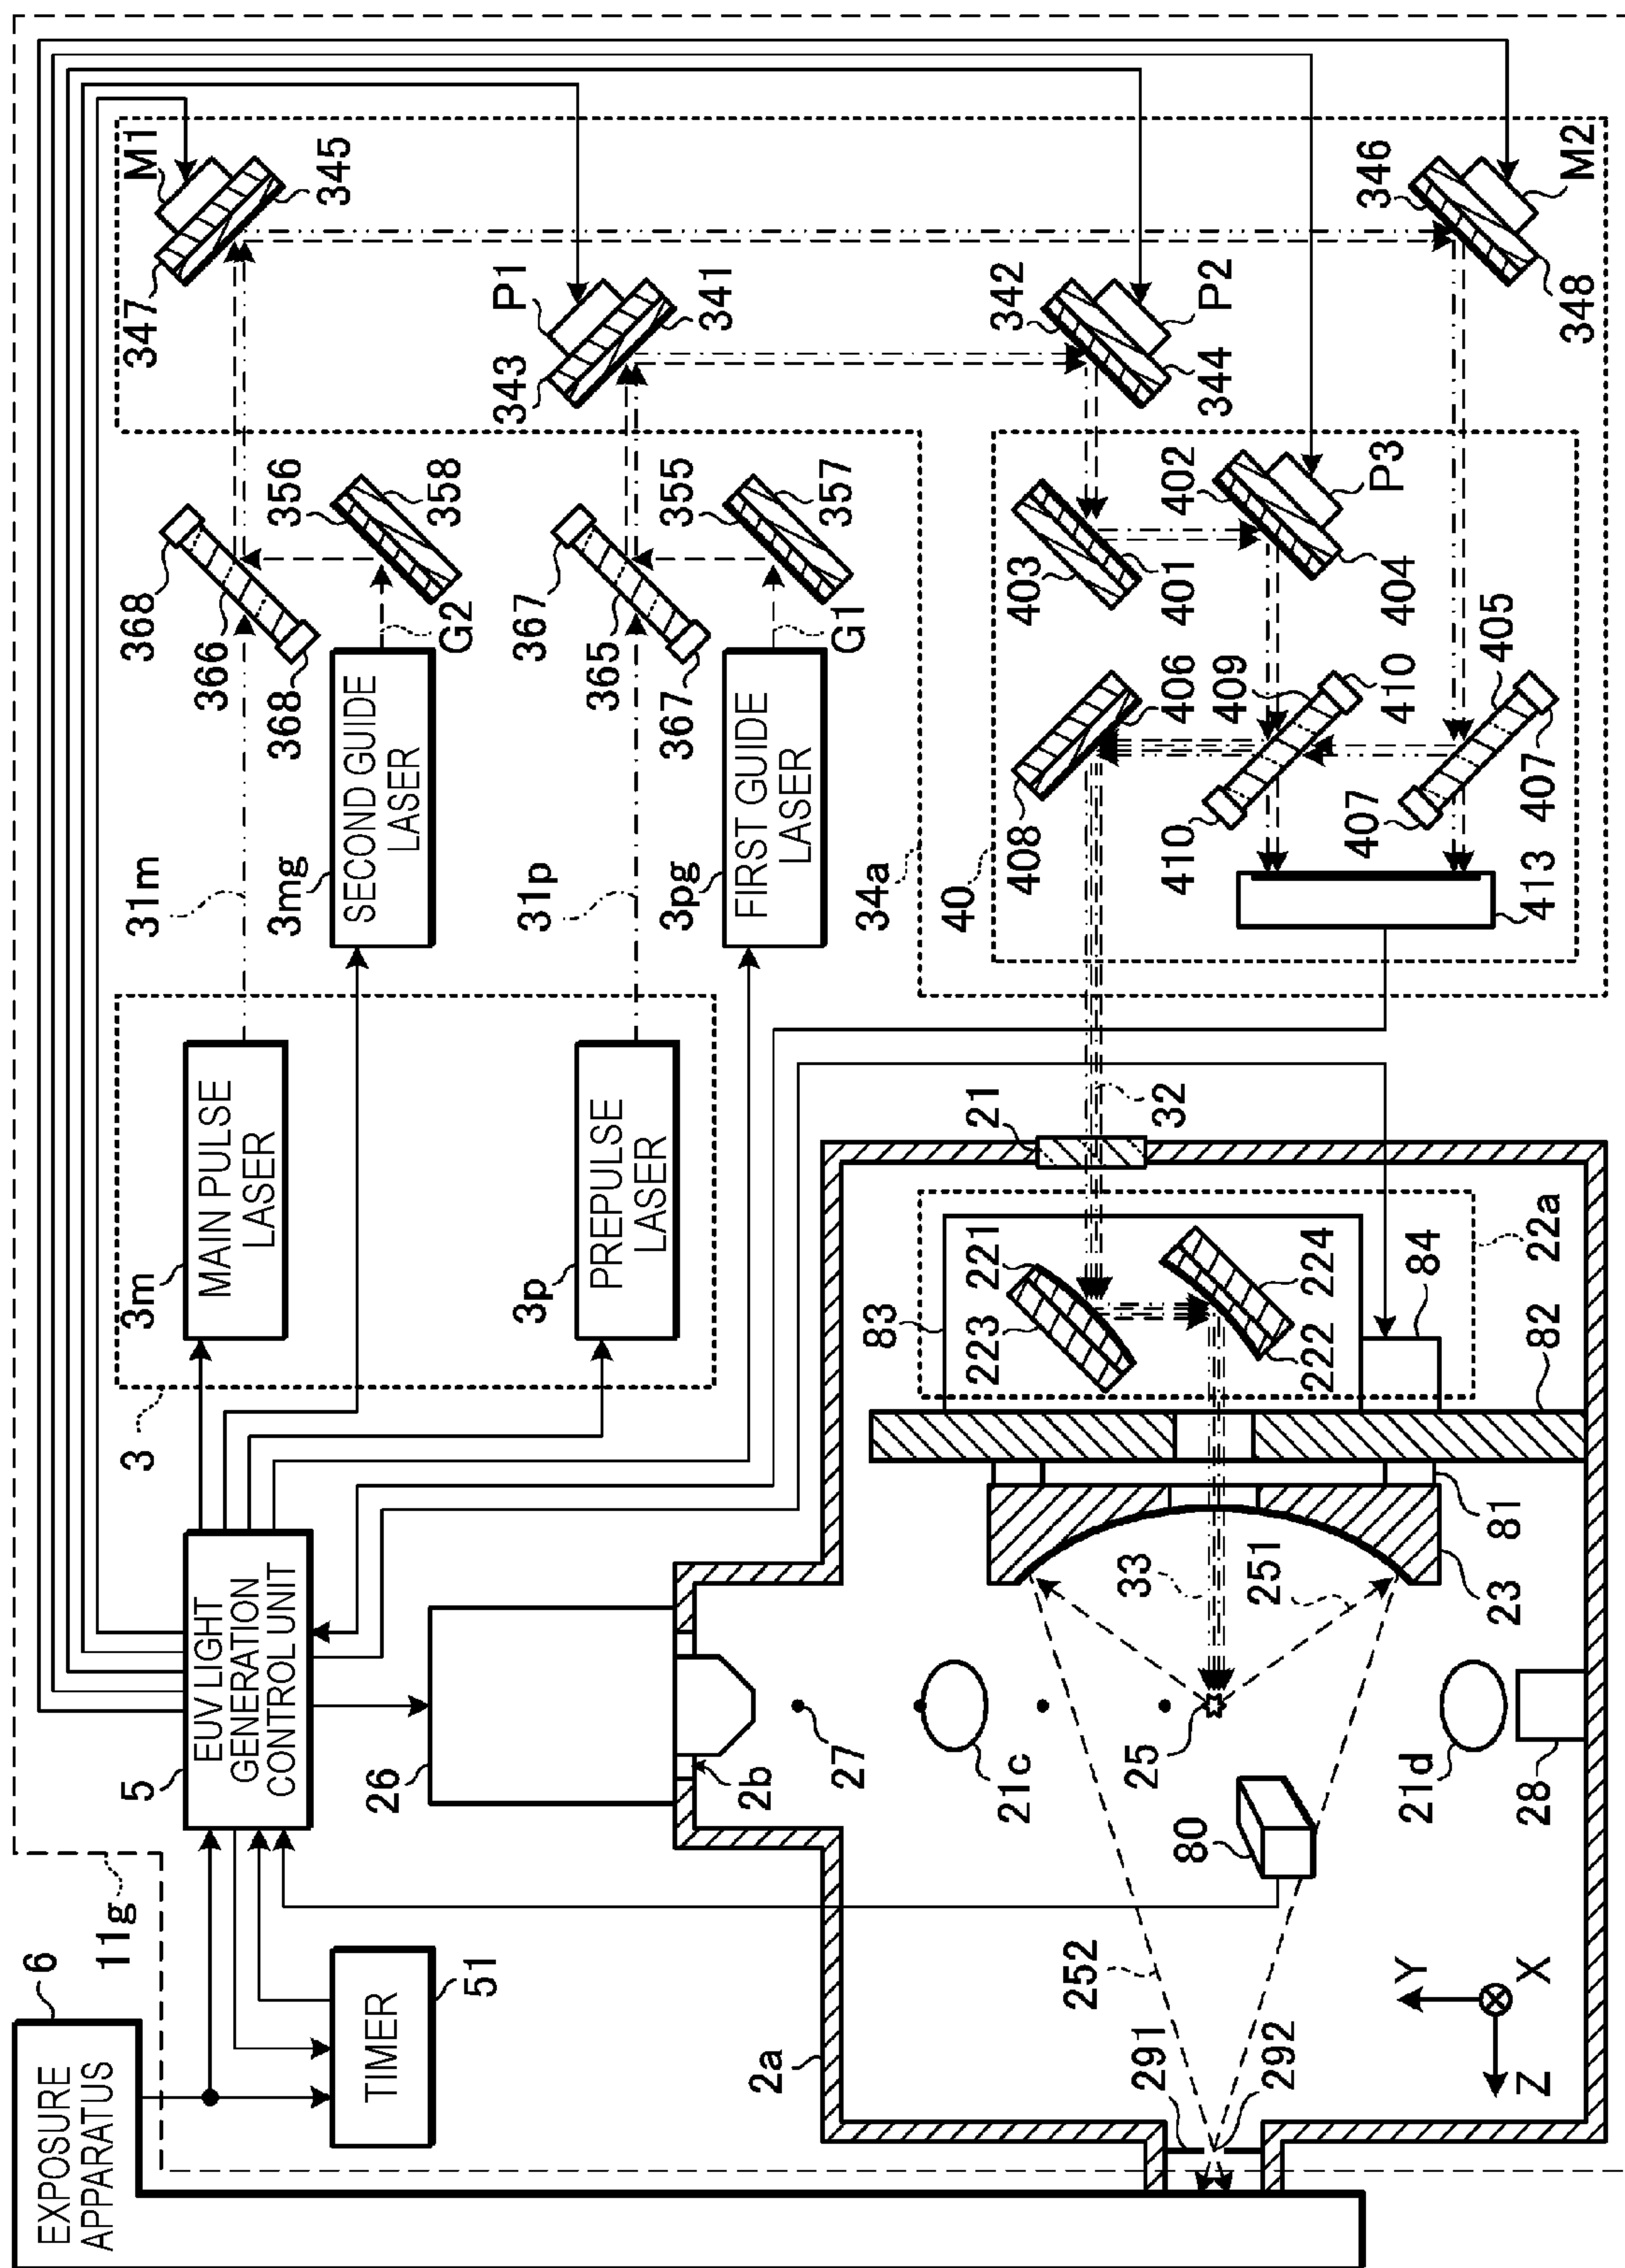 EXPOSURE
APPARATUS
6
11g
TIMER
51
5
EUV LIGHT
GENERATION
CONTROL UNIT
3
3m
MAIN PULSE
LASER
3p
PREPULSE
LASER
31m
3mg
SECOND GUIDE
LASER
G2
31p
3pg
FIRST GUIDE
LASER
G1
368
366
368
356
358
367
365
367
355
357
M1
347
345
P1
343
341
342
P2
344
346
M2
348
34a
40
403
401
402
P3
404
408
406
409
410
410
405
407
407
413
32
21
26
2b
2a
27
21c
25
21d
28
80
33
251
23
81
82
83
84
22a
221
223
222
224
252
291
292
Y
X
Z